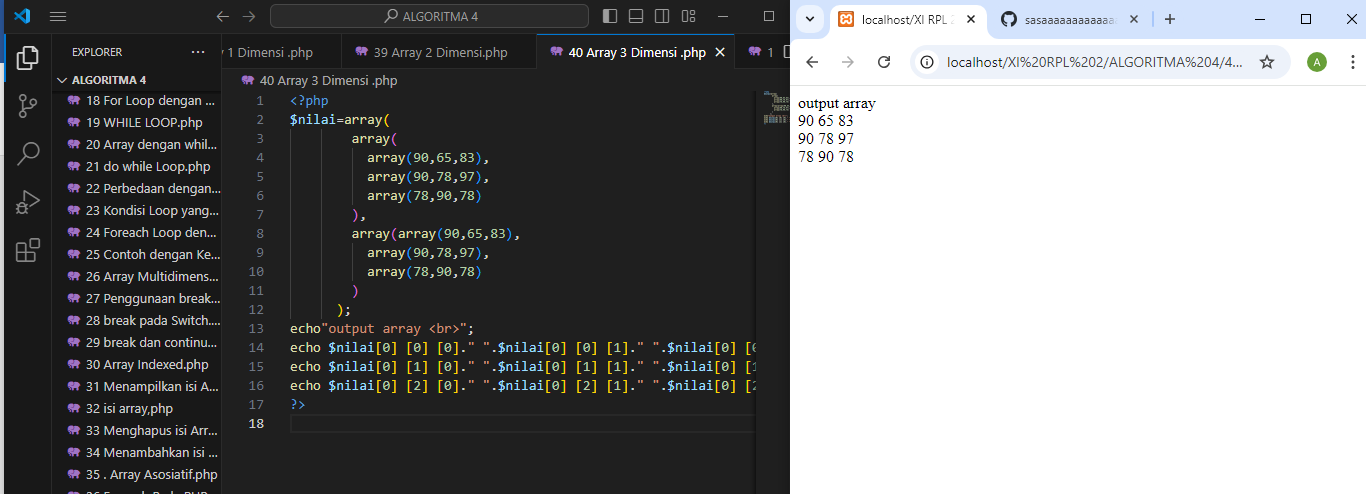 ALGORITMA 4
EXPLORER
ALGORITMA 4
18 For Loop dengan ...
19 WHILE LOOP.php
20 Array dengan whil...
21 do while Loop.php
22 Perbedaan dengan...
23 Kondisi Loop yang...
24 Foreach Loop den...
25 Contoh dengan Ke...
26 Array Multidimens...
27 Penggunaan break...
28 break pada Switch....
29 break dan continu...
30 Array Indexed.php
31 Menampilkan isi A...
32 isi array,php
33 Menghapus isi Arr...
34 Menambahkan isi ...
35 . Array Asosiatif.php
y 1 Dimensi .php
39 Array 2 Dimensi.php
40 Array 3 Dimensi .php
1
40 Array 3 Dimensi .php
1 <?php
2 $nilai=array(
3 array(
4 array(90,65,83),
5 array(90,78,97),
6 array(78,90,78)
7 ),
8 array(array(90,65,83),
9 array(90,78,97),
10 array(78,90,78)
11 )
12 );
13 echo"output array <br>";
14 echo $nilai[0] [0] [0]." ".$nilai[0] [0] [1]." ".$nilai[0] [0
15 echo $nilai[0] [1] [0]." ".$nilai[0] [1] [1]." ".$nilai[0] [1
16 echo $nilai[0] [2] [0]." ".$nilai[0] [2] [1]." ".$nilai[0] [2
17 ?>
18
localhost/XI RPL 2
localhost/XI%20RPL%202/ALGORITMA%204/4...
A
output array
90 65 83
90 78 97
78 90 78